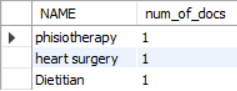 NAME num_of_docs
phisiotherapy 1
heart surgery 1
Dietitian 1